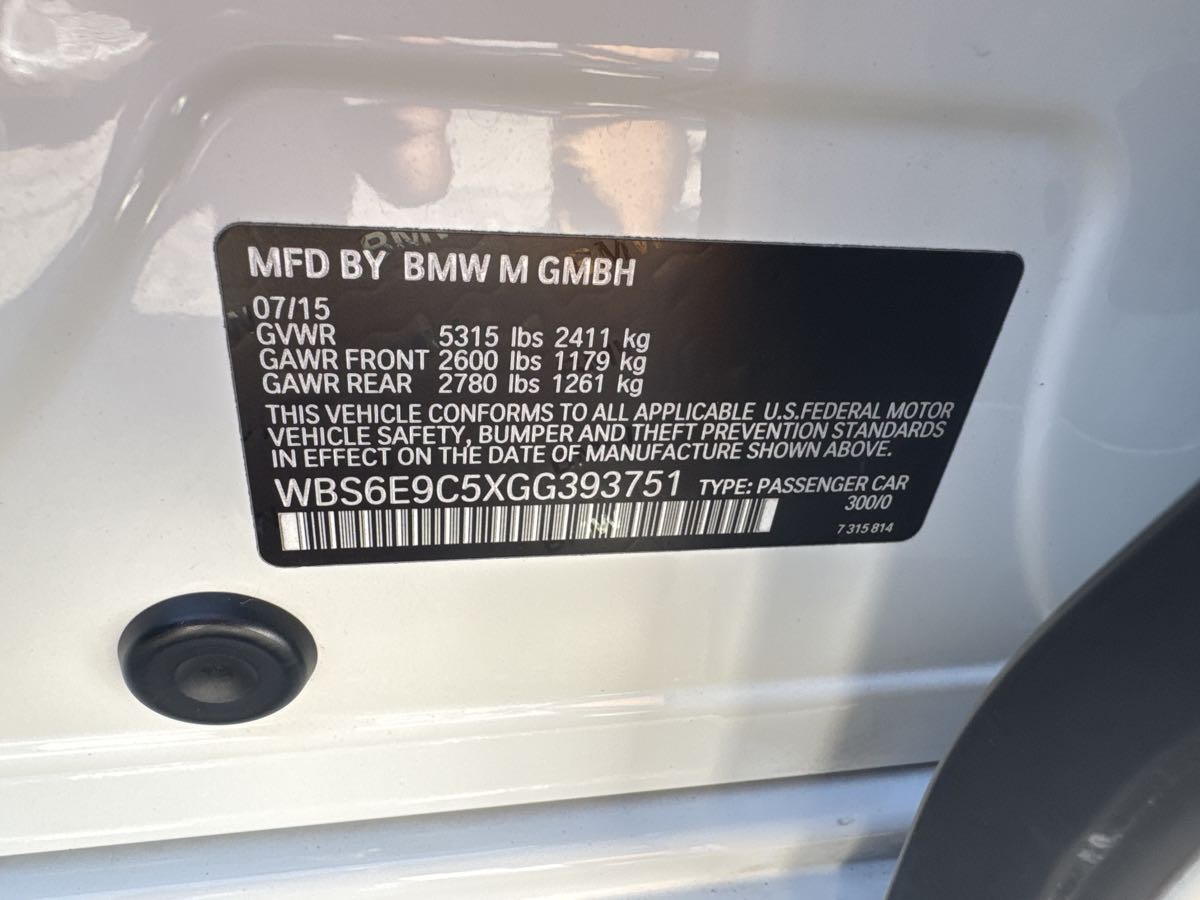 MFD BY BMW M GMBH
07/15
GVWR 5315 lbs 2411 kg
GAWR FRONT 2600 lbs 1179 kg
GAWR REAR 2780 lbs 1261 kg
THIS VEHICLE CONFORMS TO ALL APPLICABLE U.S.FEDERAL MOTOR
VEHICLE SAFETY, BUMPER AND THEFT PREVENTION STANDARDS
IN EFFECT ON THE DATE OF MANUFACTURE SHOWN ABOVE.
WBS6E9C5XGG393751 TYPE: PASSENGER CAR
300/0
7 315 814